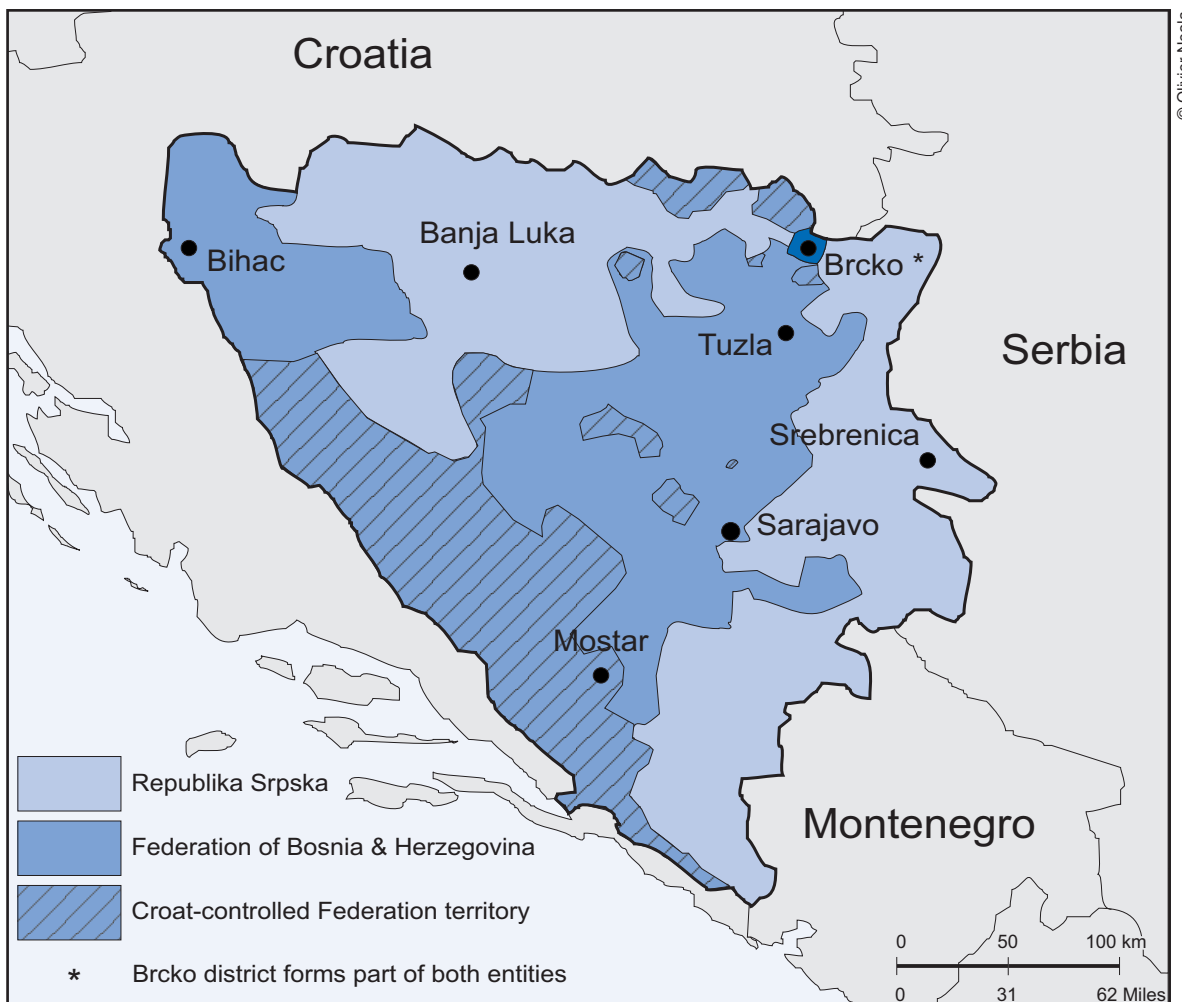 Croatia
Banja Luka
Bihac
Brcko *
Tuzla
Serbia
Srebrenica
Sarajavo
Mostar
Montenegro
Republika Srpska
Federation of Bosnia & Herzegovina
Croat-controlled Federation territory
* Brcko district forms part of both entities
0 50 100 km
0 31 62 Miles